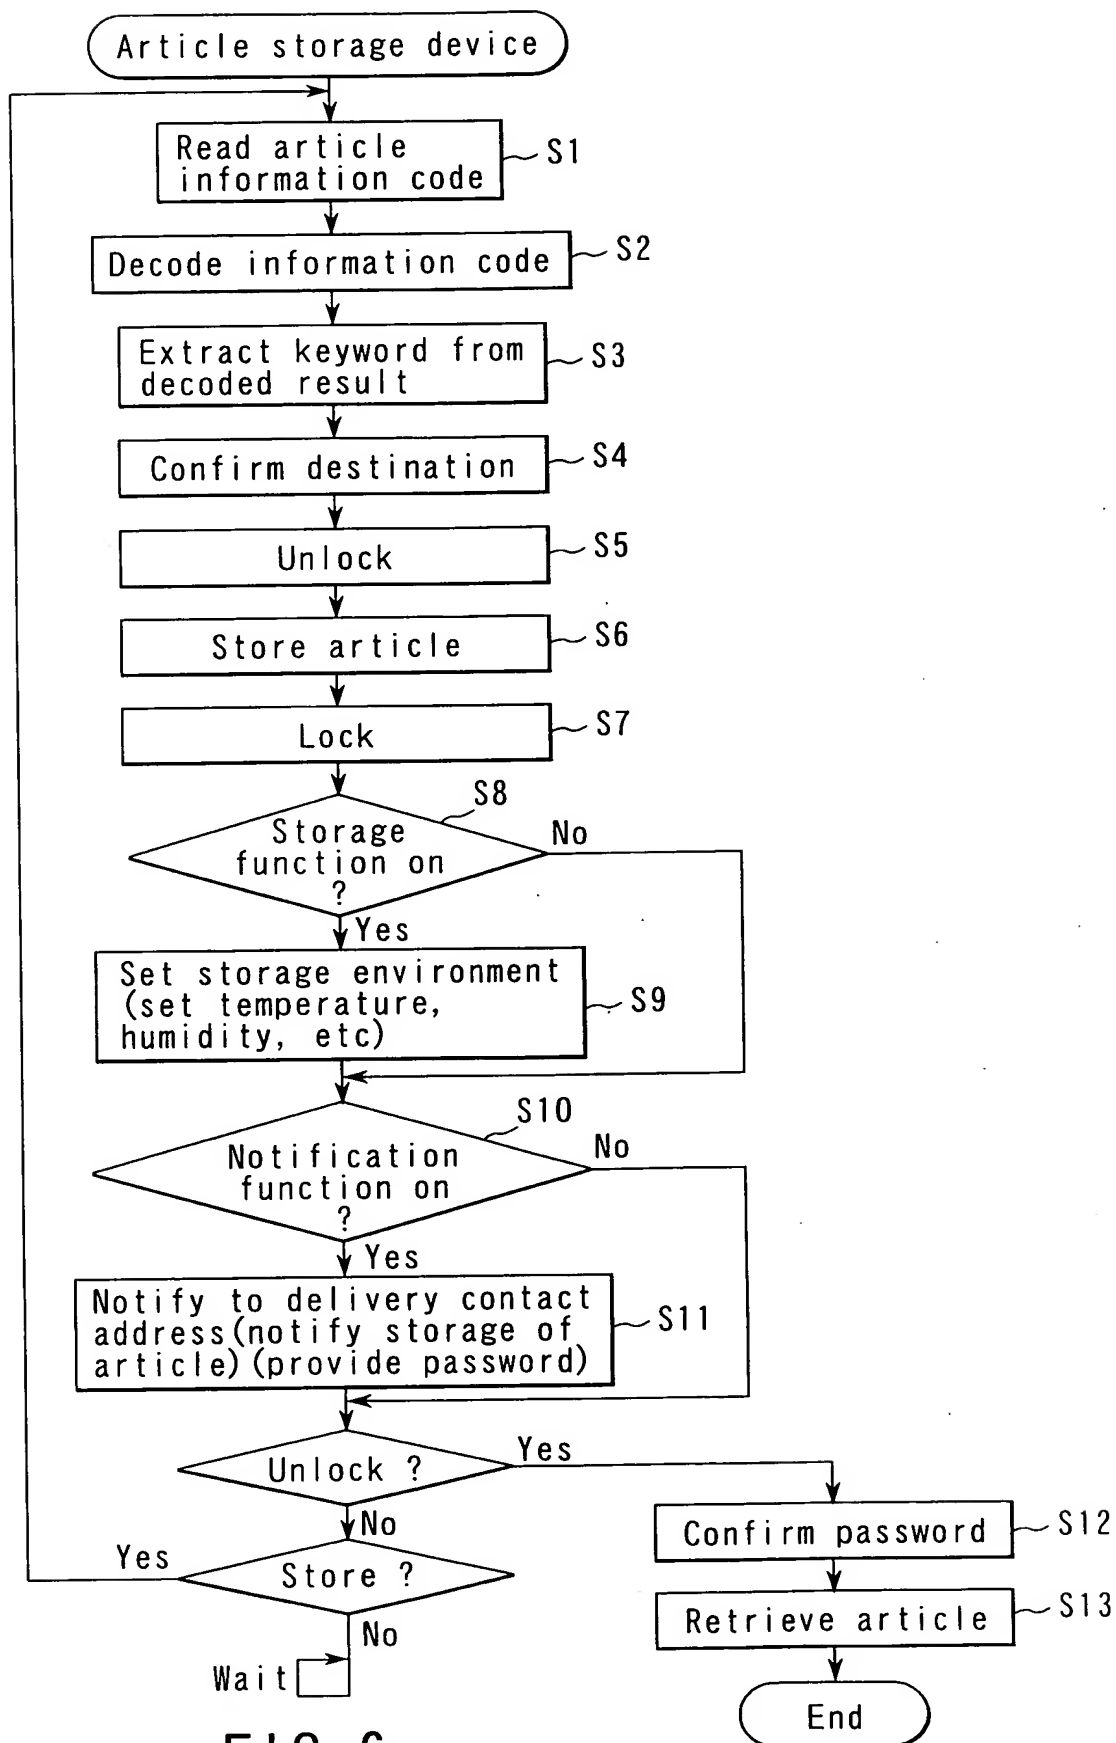 Article storage device
Read article
information code
S1
Decode information code
S2
Extract keyword from
decoded result
S3
Confirm destination
S4
Unlock
S5
Store article
S6
Lock
S7
S8
Storage
function on
?
No
Yes
Set storage environment
(set temperature,
humidity, etc)
S9
S10
Notification
function on
?
No
Yes
Notify to delivery contact
address(notify storage of
article)(provide password)
S11
Unlock ?
Yes
No
Confirm password
S12
Store ?
Yes
No
Retrieve article
S13
Wait
End